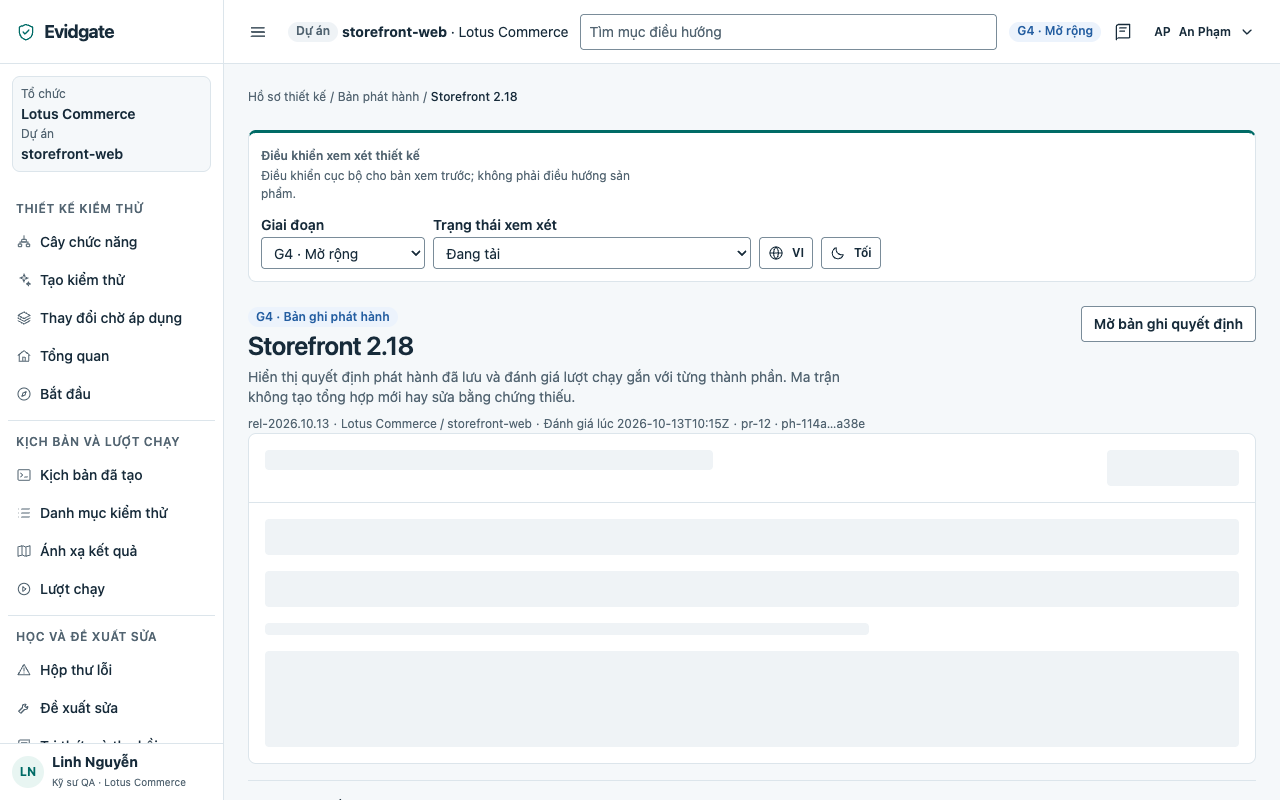 Evidgate
Dự án storefront-web · Lotus Commerce
Tìm mục điều hướng
G4 · Mở rộng
AP An Phạm
Tổ chức
Lotus Commerce
Dự án
storefront-web
THIẾT KẾ KIỂM THỬ
Cây chức năng
Tạo kiểm thử
Thay đổi chờ áp dụng
Tổng quan
Bắt đầu
KỊCH BẢN VÀ LƯỢT CHẠY
Kịch bản đã tạo
Danh mục kiểm thử
Ánh xạ kết quả
Lượt chạy
HỌC VÀ ĐỀ XUẤT SỬA
Hộp thư lỗi
Đề xuất sửa
LN
Linh Nguyễn
Kỹ sư QA · Lotus Commerce
Hồ sơ thiết kế / Bản phát hành / Storefront 2.18
Điều khiển xem xét thiết kế
Điều khiển cục bộ cho bản xem trước; không phải điều hướng sản
phẩm.
Giai đoạn
Trạng thái xem xét
G4 · Mở rộng
Đang tải
VI
Tối
G4 · Bản ghi phát hành
Mở bản ghi quyết định
Storefront 2.18
Hiển thị quyết định phát hành đã lưu và đánh giá lượt chạy gắn với từng thành phần. Ma trận
không tạo tổng hợp mới hay sửa bằng chứng thiếu.
rel-2026.10.13 · Lotus Commerce / storefront-web · Đánh giá lúc 2026-10-13T10:15Z · pr-12 · ph-114a…a38e